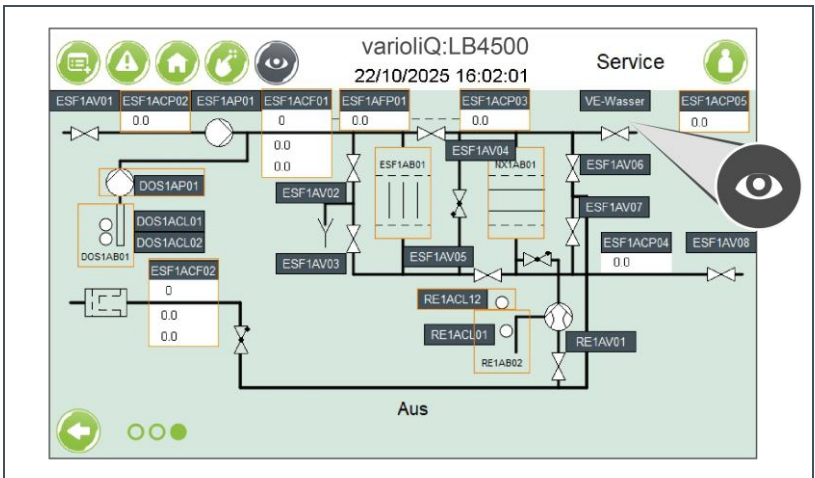 varioliQ:LB4500
22/10/2025 16:02:01
Service
ESF1AV01 ESF1ACP02 ESF1AP01 ESF1ACF01 ESF1AFP01 ESF1ACP03 VE-Wasser ESF1ACP05
0.0 0 0.0 0.0 0.0
0.0
0.0
ESF1AV04
ESF1AB01 NX1AB01 ESF1AV06
DOS1AP01 ESF1AV02
ESF1AV07
DOS1ACL01
DOS1ACL02
DOS1AB01
ESF1ACP04 ESF1AV08
0.0
ESF1AV03 ESF1AV05
ESF1ACF02
0
0.0
0.0
RE1ACL12
RE1ACL01 RE1AV01
RE1AB02
Aus